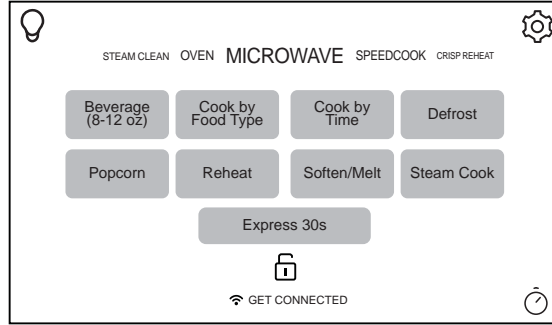 STEAM CLEAN OVEN MICROWAVE SPEEDCOOK CRISP REHEAT
Beverage
(8-12 oz)
Cook by
Food Type
Cook by
Time
Defrost
Popcorn
Reheat
Soften/Melt
Steam Cook
Express 30s
GET CONNECTED